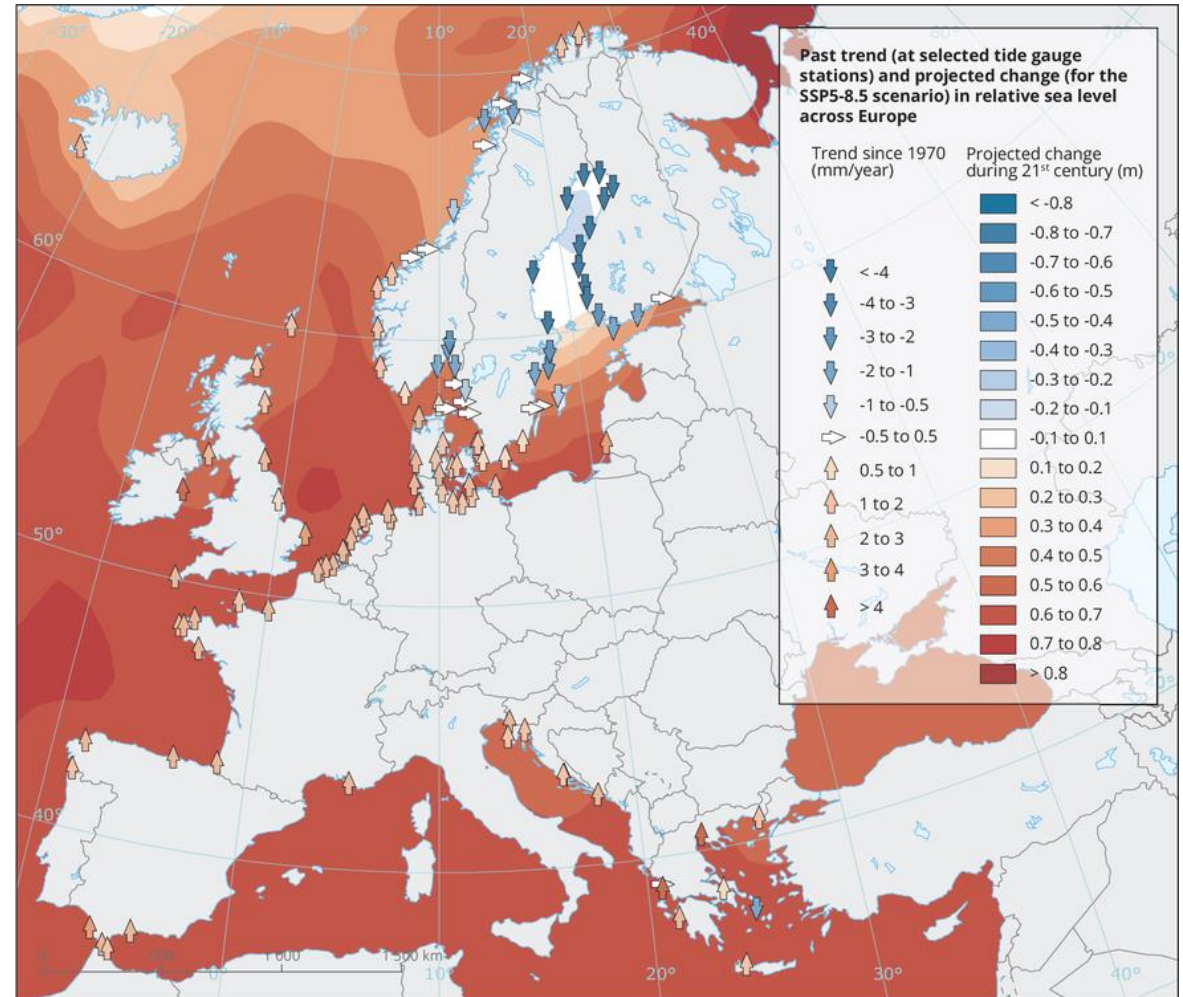 -30°
-20°
-10°
0°
10°
20°
30°
40°
50°
60°
70°
Past trend (at selected tide gauge
stations) and projected change (for the
SSP5-8.5 scenario) in relative sea level
across Europe
Trend since 1970
(mm/year)
< -4
-4 to -3
-3 to -2
-2 to -1
-1 to -0.5
-0.5 to 0.5
0.5 to 1
1 to 2
2 to 3
3 to 4
> 4
Projected change
during 21st century (m)
< -0.8
-0.8 to -0.7
-0.7 to -0.6
-0.6 to -0.5
-0.5 to -0.4
-0.4 to -0.3
-0.3 to -0.2
-0.2 to -0.1
-0.1 to 0.1
0.1 to 0.2
0.2 to 0.3
0.3 to 0.4
0.4 to 0.5
0.5 to 0.6
0.6 to 0.7
0.7 to 0.8
> 0.8
60°
50°
40°
0
500
1 000
1 500 km
0°
10°
20°
30°
40°